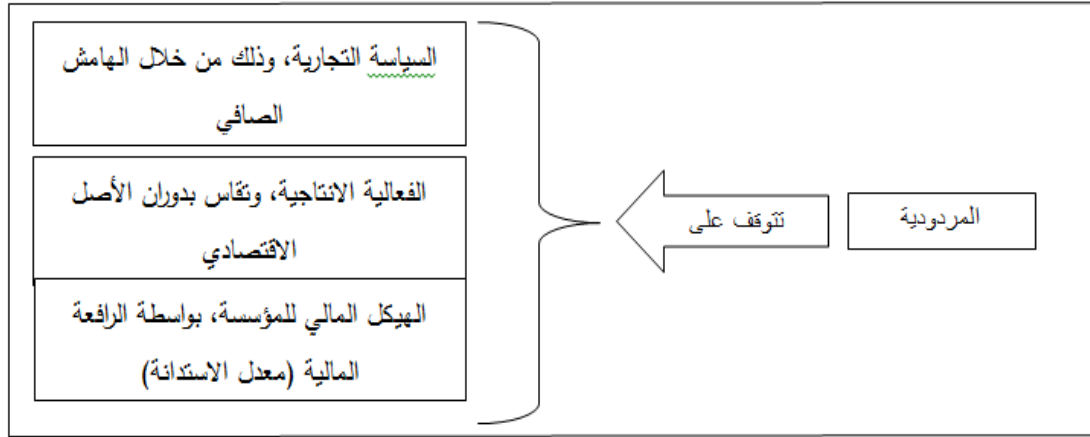 المردودية
تتوقف على
السياسة التجارية، وذلك من خلال الهامش
الصافي
الفعالية الانتاجية، وتقاس بدوران الأصل
الاقتصادي
الهيكل المالي للمؤسسة، بواسطة الرافعة
المالية (معدل الاستدانة)